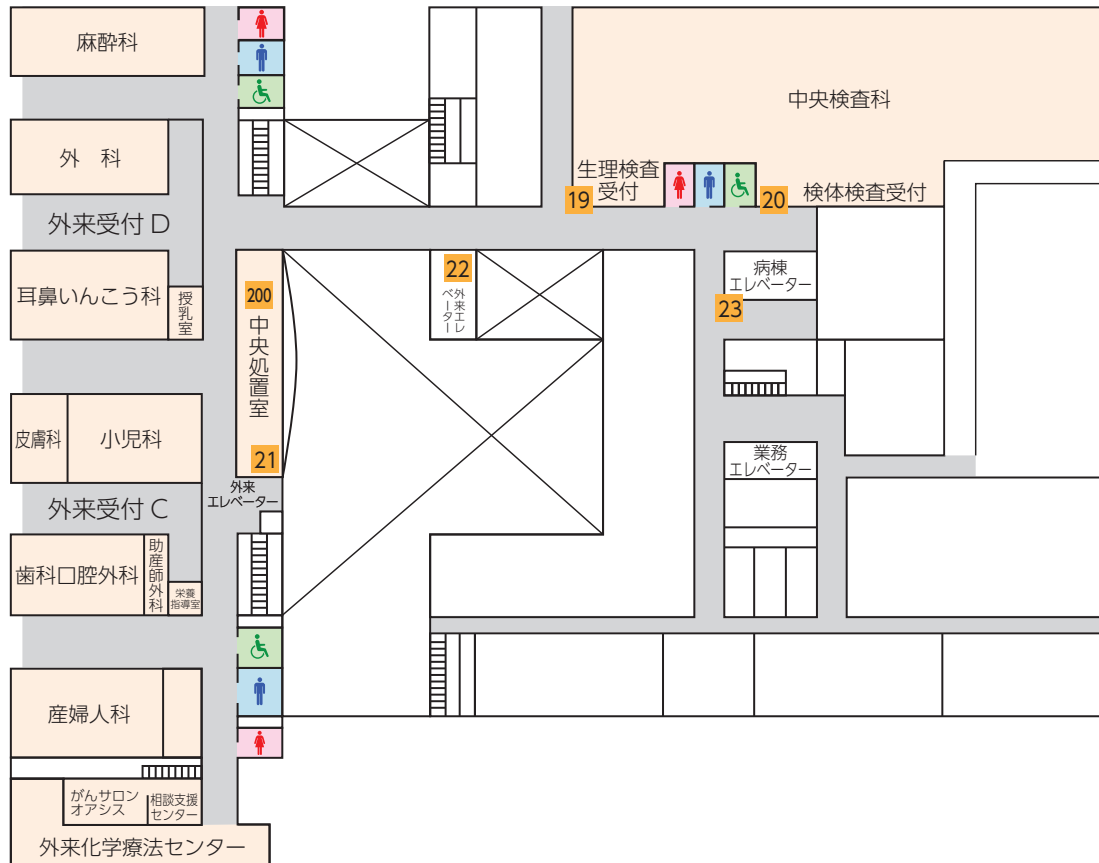 麻酔科
中央検査科
外 科
生理検査
受付
19
20
検体検査受付
外来受付 D
耳鼻いんこう科
授乳室
200
中央処置室
22
外来エレ
ベーター
病棟
エレベーター
23
皮膚科
小児科
21
外来
エレベーター
業務
エレベーター
外来受付 C
歯科口腔外科
助産師外科
栄養
指導室
産婦人科
がんサロン
オアシス
相談支援
センター
外来化学療法センター